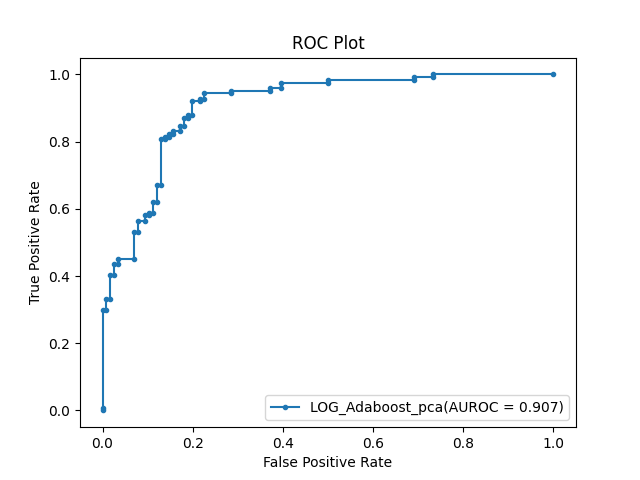 ROC Plot
True Positive Rate
1.0
0.8
0.6
0.4
0.2
0.0
LOG_Adaboost_pca(AUROC = 0.907)
0.0 0.2 0.4 0.6 0.8 1.0
False Positive Rate